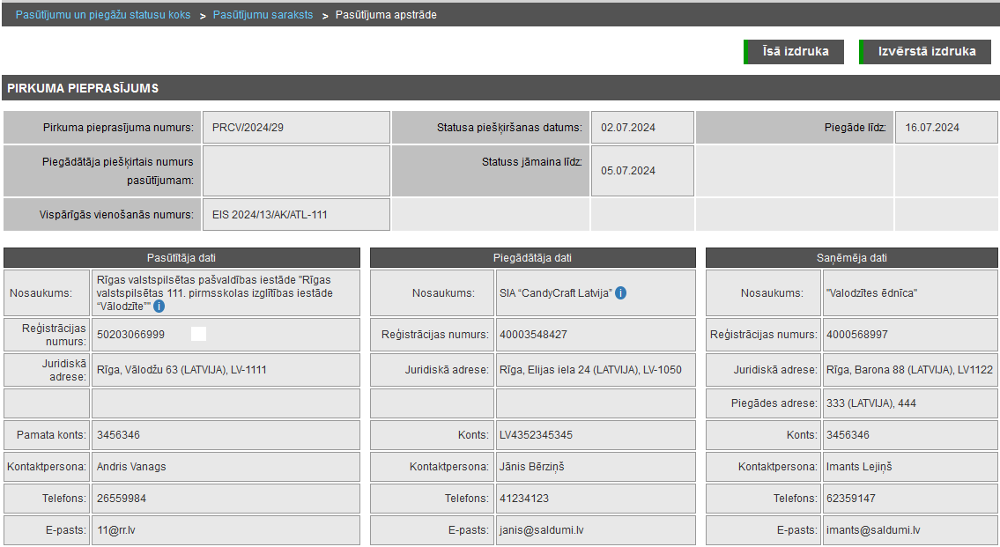 Pasūtījumu un piegāžu statusu koks > Pasūtījumu saraksts > Pasūtījuma apstrāde
Īsā izdruka Izvērstā izdruka
PIRKUMA PIEPRASĪJUMS
Pirkuma pieprasījuma numurs: PRCV/2024/29 Statusa piešķiršanas datums: 02.07.2024 Piegāde līdz: 16.07.2024
Piegādātāja piešķirtais numurs
pasūtījumam:
Statuss jāmaina līdz: 05.07.2024
Vispārīgās vienošanās numurs: EIS 2024/13/AK/ATL-111
Pasūtītāja dati
Nosaukums: Rīgas valstspilsētas pašvaldības iestāde "Rīgas
valstspilsētas 111. pirmsskolas izglītības iestāde
“Vālodzīte”" i
Reģistrācijas
numurs: 50203066999
Juridiskā
adrese: Rīga, Vālodžu 63 (LATVIJA), LV-1111
Pamata konts: 3456346
Kontaktpersona: Andris Vanags
Telefons: 26559984
E-pasts: 11@rr.lv
Piegādātāja dati
Nosaukums: SIA “CandyCraft Latvija” i
Reģistrācijas numurs: 40003548427
Juridiskā adrese: Rīga, Elijas iela 24 (LATVIJA), LV-1050
Konts: LV4352345345
Kontaktpersona: Jānis Bērziņš
Telefons: 41234123
E-pasts: janis@saldumi.lv
Saņēmēja dati
Nosaukums: "Valodzītes ēdnīca"
Reģistrācijas numurs: 4000568997
Juridiskā adrese: Rīga, Barona 88 (LATVIJA), LV1122
Piegādes adrese: 333 (LATVIJA), 444
Konts: 3456346
Kontaktpersona: Imants Lejiņš
Telefons: 62359147
E-pasts: imants@saldumi.lv